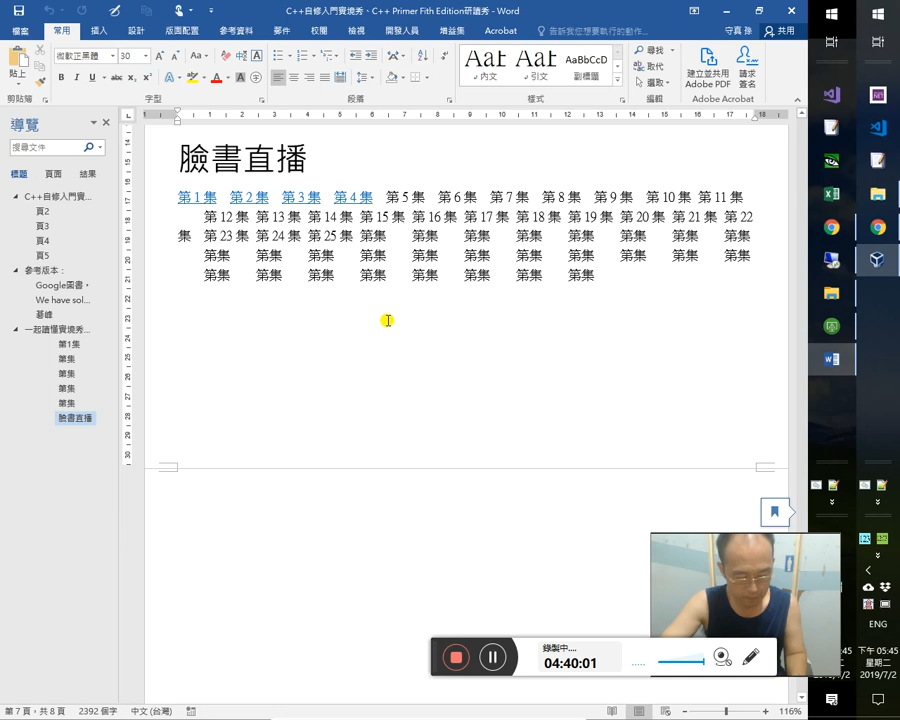 C++自修入門實境秀、C++ Primer Fith Edition研讀秀 - Word
檔案 常用 插入 設計 版面配置 參考資料 郵件 校閱 檢視 開發人員 增益集 Acrobat 告訴我您想要執行的動作... 守真 孫 共用
貼上 微軟正黑體 30 B I U abc X₂ X² AaBbCcD 尋找 取代 選取 建立並共用 Adobe PDF 請求簽名
內文 引文 副標題
剪貼簿 字型 段落 樣式 編輯 Adobe Acrobat
導覽
搜尋文件
標題 頁面 結果
C++自修入門實...
頁2
頁3
頁4
頁5
參考版本：
Google圖書，
We have sol...
碁峰
一起讀懂實境秀...
第1集
第集
第集
第集
第集
臉書直播
臉書直播
第 1 集 第 2 集 第 3 集 第 4 集 第 5 集 第 6 集 第 7 集 第 8 集 第 9 集 第 10 集 第 11 集
第 12 集 第 13 集 第 14 集 第 15 集 第 16 集 第 17 集 第 18 集 第 19 集 第 20 集 第 21 集 第 22
集 第 23 集 第 24 集 第 25 集 第集 第集 第集 第集 第集 第集 第集 第集
第集 第集 第集 第集 第集 第集 第集 第集 第集 第集 第集
第集 第集 第集 第集 第集 第集 第集 第集
錄製中....
04:40:01
ENG
下午 05:45
星期二
2019/7/2
第 7 頁，共 8 頁 2392 個字 中文 (台灣) 116%